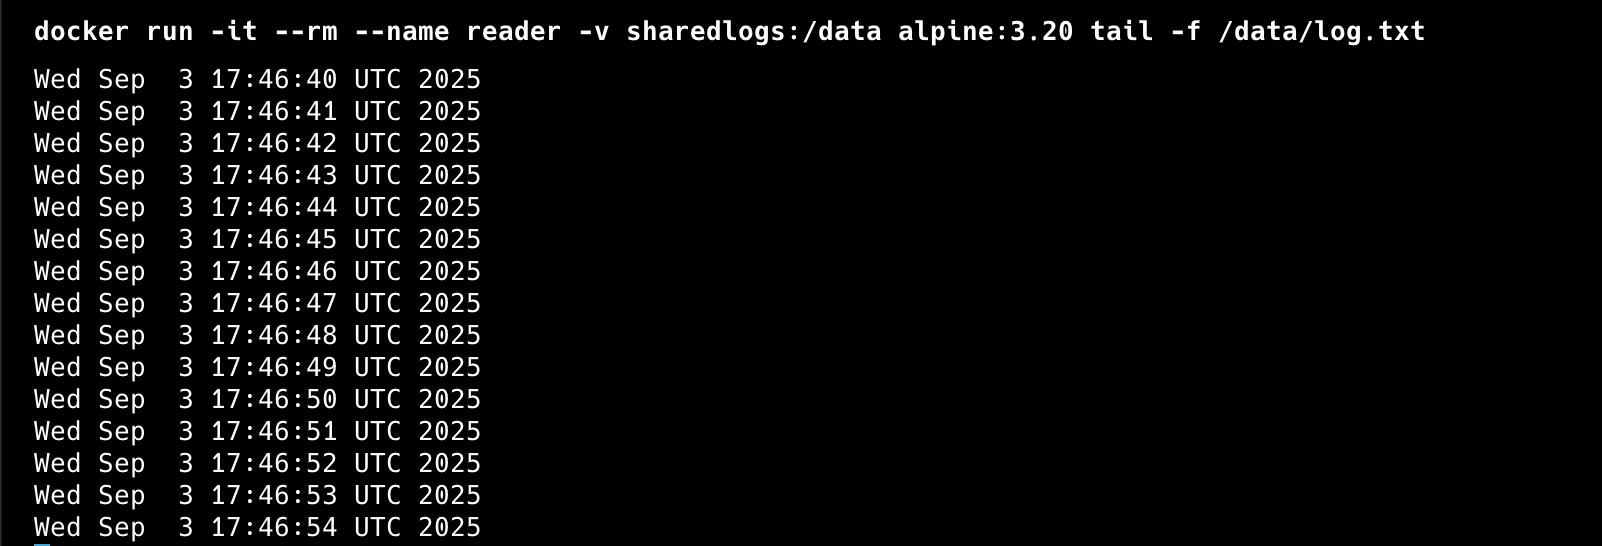 docker run -it --rm --name reader -v sharedlogs:/data alpine:3.20 tail -f /data/log.txt
Wed Sep  3 17:46:40 UTC 2025
Wed Sep  3 17:46:41 UTC 2025
Wed Sep  3 17:46:42 UTC 2025
Wed Sep  3 17:46:43 UTC 2025
Wed Sep  3 17:46:44 UTC 2025
Wed Sep  3 17:46:45 UTC 2025
Wed Sep  3 17:46:46 UTC 2025
Wed Sep  3 17:46:47 UTC 2025
Wed Sep  3 17:46:48 UTC 2025
Wed Sep  3 17:46:49 UTC 2025
Wed Sep  3 17:46:50 UTC 2025
Wed Sep  3 17:46:51 UTC 2025
Wed Sep  3 17:46:52 UTC 2025
Wed Sep  3 17:46:53 UTC 2025
Wed Sep  3 17:46:54 UTC 2025